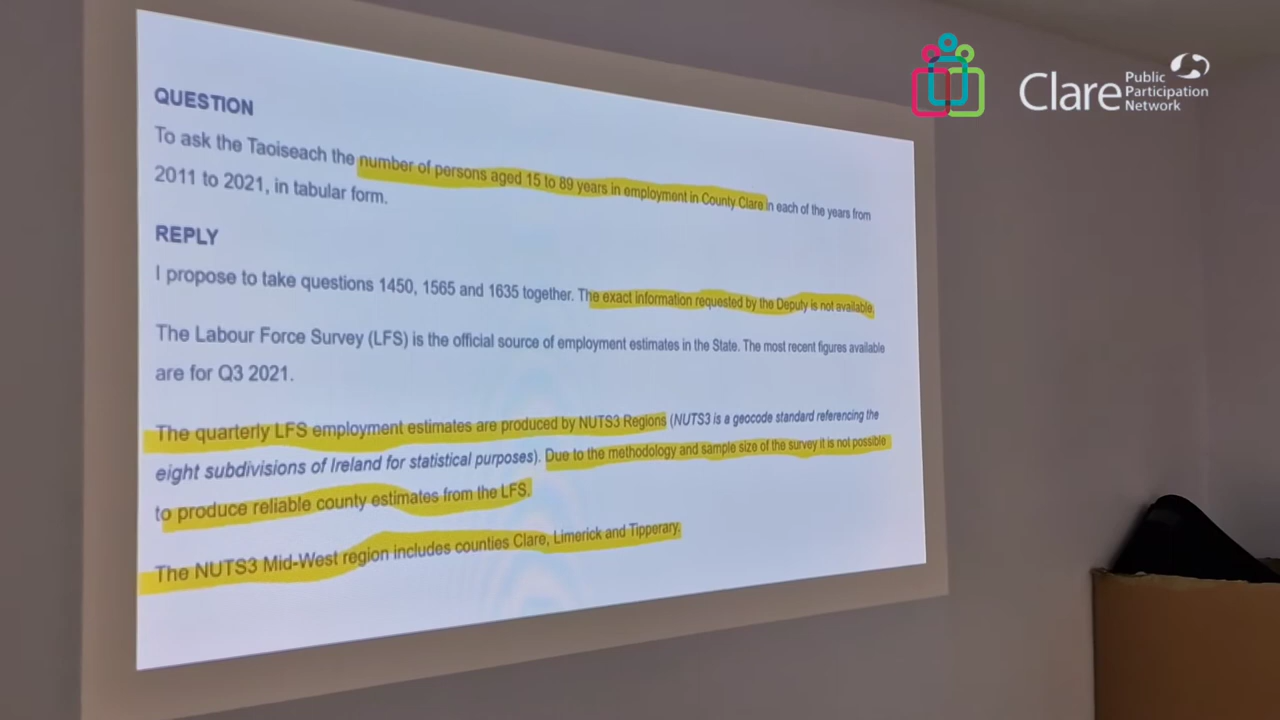 QUESTION
To ask the Taoiseach the number of persons aged 15 to 89 years in employment in County Clare in each of the years from
2011 to 2021, in tabular form.
REPLY
I propose to take questions 1450, 1565 and 1635 together. The exact information requested by the Deputy is not available.
The Labour Force Survey (LFS) is the official source of employment estimates in the State. The most recent figures available
are for Q3 2021.
The quarterly LFS employment estimates are produced by NUTS3 Regions (NUTS3 is a geocode standard referencing the
eight subdivisions of Ireland for statistical purposes). Due to the methodology and sample size of the survey it is not possible
to produce reliable county estimates from the LFS.
The NUTS3 Mid-West region includes counties Clare, Limerick and Tipperary.
Clare Public
Participation
Network